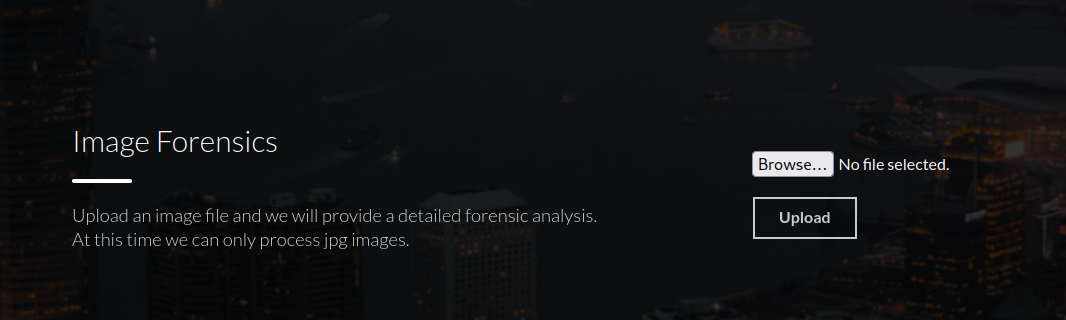 Image Forensics
Upload an image file and we will provide a detailed forensic analysis.
At this time we can only process jpg images.
Browse... No file selected.
Upload